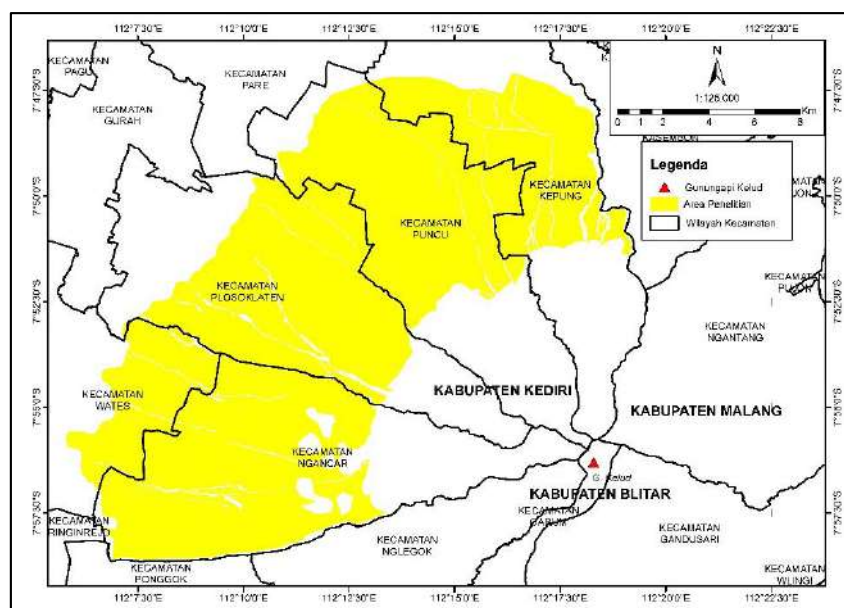 112°7'30"E 112°10'0"E 112°12'30"E 112°15'0"E 112°17'30"E 112°20'0"E 112°22'30"E
7°47'30"S
7°50'0"S
7°52'30"S
7°55'0"S
7°57'30"S
KECAMATAN
PAGU
KECAMATAN
PARE
KECAMATAN
GURAH
N
1:126.000
0 1 2 4 6 8
Km
Legenda
Gunungapi Kelud
Area Penelitian
Wilayah Kecamatan
KECAMATAN
KEPUNG
KECAMATAN
PUNCU
KECAMATAN
PLOSOKLATEN
KECAMATAN
NGANTANG
KECAMATAN
WATES
KABUPATEN KEDIRI
KABUPATEN MALANG
KECAMATAN
NGANCAR
G. Kelud
KABUPATEN BLITAR
KECAMATAN
RINGINREJO
KECAMATAN
PONGGOK
KECAMATAN
NGLEGOK
KECAMATAN
GARUM
KECAMATAN
GANDUSARI
KECAMATAN
WLINGI
7°47'30"S
7°50'0"S
7°52'30"S
7°55'0"S
7°57'30"S
112°7'30"E 112°10'0"E 112°12'30"E 112°15'0"E 112°17'30"E 112°20'0"E 112°22'30"E